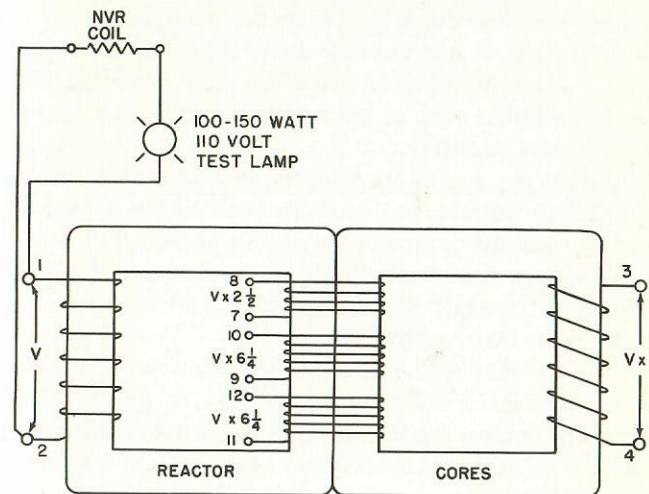 NVR
COIL
100-150 WATT
110 VOLT
TEST LAMP
1
8
V x 2 1/2
3
7
10
V
V x 6 1/4
V x
9
12
V x 6 1/4
2
11
4
REACTOR
CORES